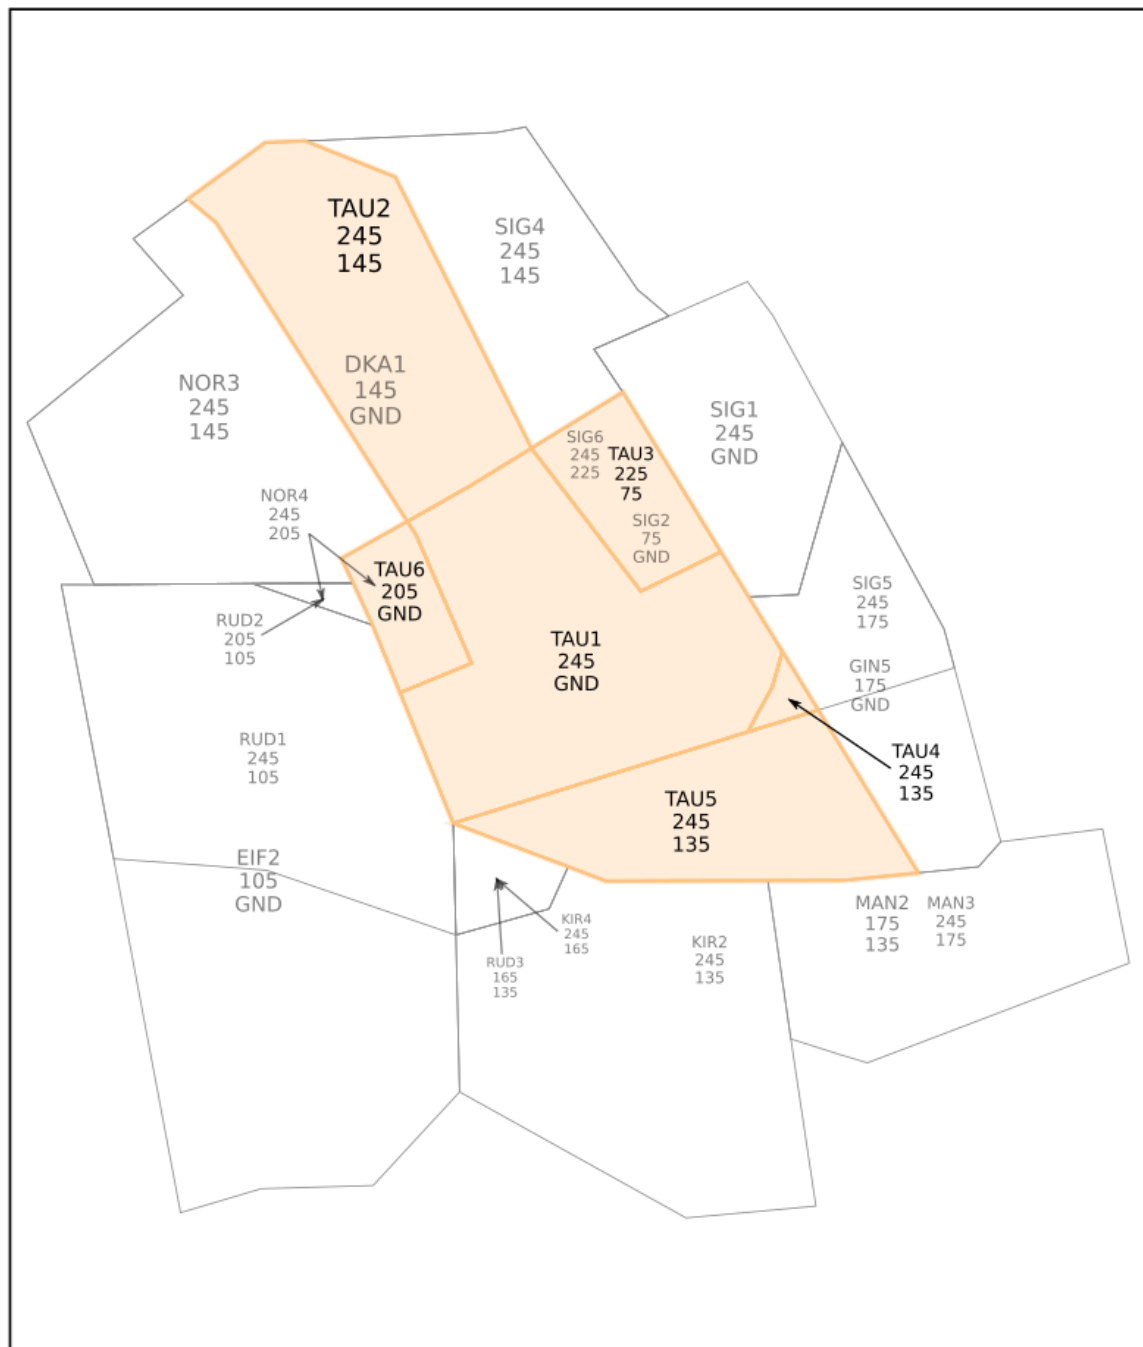 TAU2
245
145
SIG4
245
145
DKA1
145
GND
NOR3
245
145
SIG1
245
GND
SIG6
245
225
TAU3
225
75
NOR4
245
205
SIG2
75
GND
TAU6
205
GND
SIG5
245
175
RUD2
205
105
TAU1
245
GND
GIN5
175
GND
RUD1
245
105
TAU4
245
135
TAU5
245
135
EIF2
105
GND
MAN2
175
135
MAN3
245
175
KIR4
245
165
KIR2
245
135
RUD3
165
135